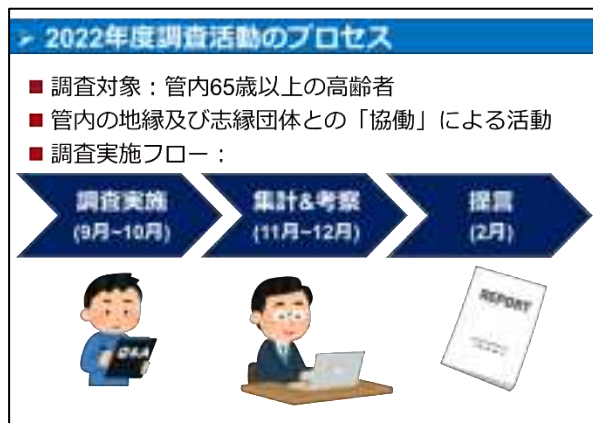 ➢ 2022年度調査活動のプロセス
■ 調査対象：管内65歳以上の高齢者
■ 管内の地縁及び志縁団体との「協働」による活動
■ 調査実施フロー：
調査実施
(9月~10月)
集計&考察
(11月~12月)
提言
(2月)
Q&A
REPORT